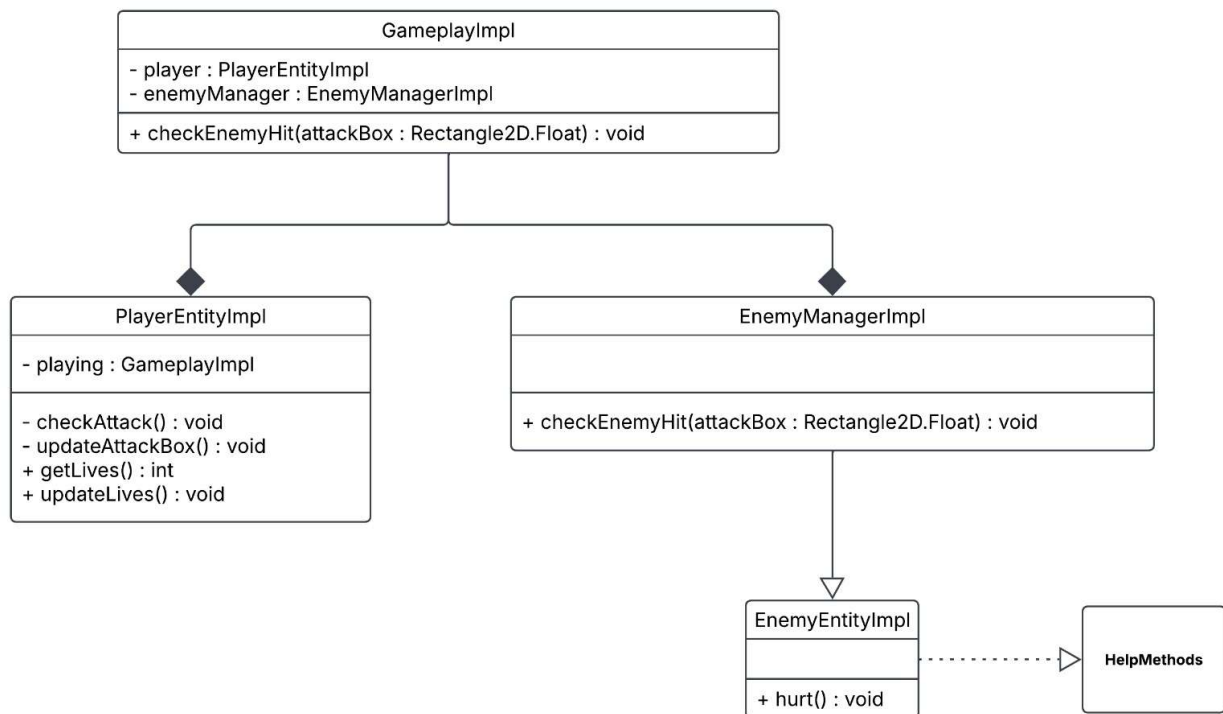 GameplayImpl
- player : PlayerEntityImpl
- enemyManager : EnemyManagerImpl
+ checkEnemyHit(attackBox : Rectangle2D.Float) : void
PlayerEntityImpl
- playing : GameplayImpl
- checkAttack() : void
- updateAttackBox() : void
+ getLives() : int
+ updateLives() : void
EnemyManagerImpl
+ checkEnemyHit(attackBox : Rectangle2D.Float) : void
EnemyEntityImpl
+ hurt() : void
HelpMethods